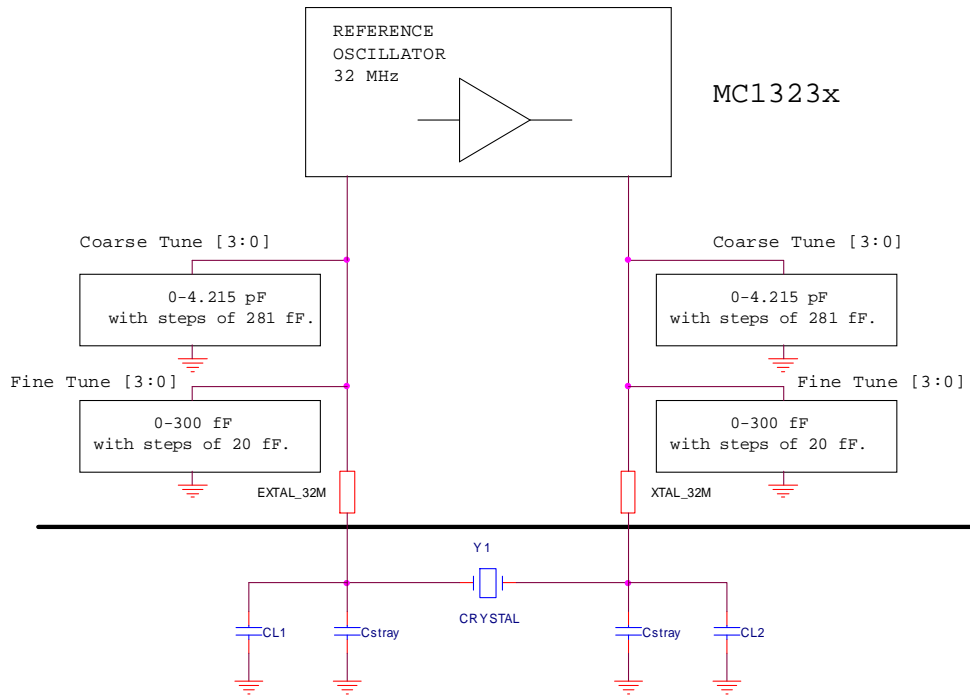 REFERENCE
OSCILLATOR
32 MHz
MC1323x
Coarse Tune [3:0]
Coarse Tune [3:0]
0-4.215 pF
with steps of 281 fF.
0-4.215 pF
with steps of 281 fF.
Fine Tune [3:0]
Fine Tune [3:0]
0-300 fF
with steps of 20 fF.
0-300 fF
with steps of 20 fF.
EXTAL_32M
XTAL_32M
Y1
CRYSTAL
CL1
Cstray
Cstray
CL2